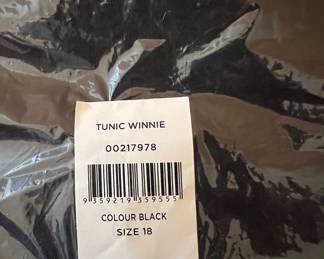 TUNIC WINNIE
00217978
9 359219 359555
COLOUR BLACK
SIZE 18